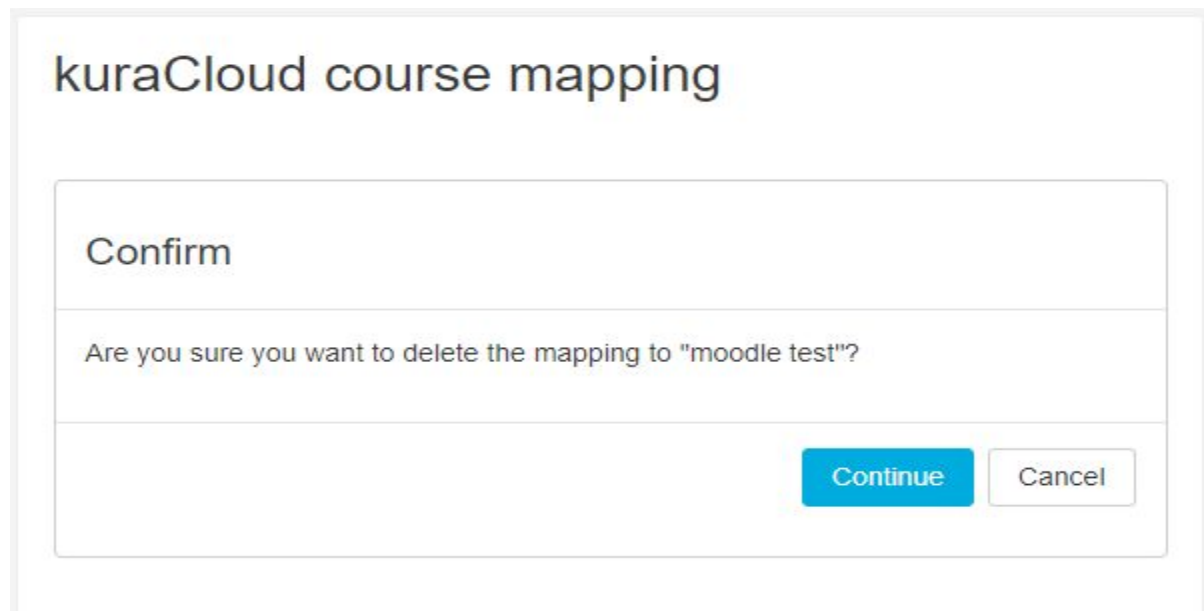 kuraCloud course mapping
Confirm
Are you sure you want to delete the mapping to "moodle test"?
Continue Cancel